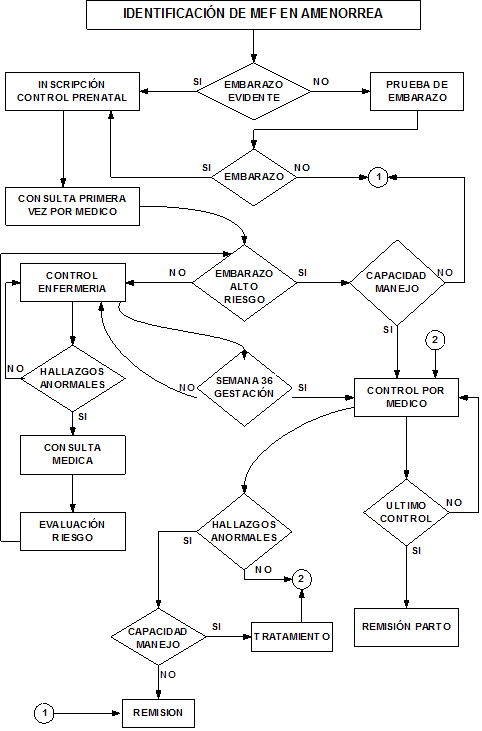 IDENTIFICACIÓN DE MEF EN AMENORREA
INSCRIPCIÓN
CONTROL PRENATAL
SI
EMBARAZO
EVIDENTE
NO
PRUEBA DE
EMBARAZO
SI
EMBARAZO
NO
1
CONSULTA PRIMERA
VEZ POR MEDICO
CONTROL
ENFERMERIA
NO
EMBARAZO
ALTO
RIESGO
SI
CAPACIDAD
MANEJO
NO
SI
2
NO
HALLAZGOS
ANORMALES
SI
NO
SEMANA 36
GESTACIÓN
SI
CONTROL POR
MEDICO
CONSULTA
MEDICA
EVALUACIÓN
RIESGO
SI
HALLAZGOS
ANORMALES
NO
2
ULTIMO
CONTROL
NO
SI
CAPACIDAD
MANEJO
SI
TRATAMIENTO
REMISIÓN PARTO
NO
1
REMISION